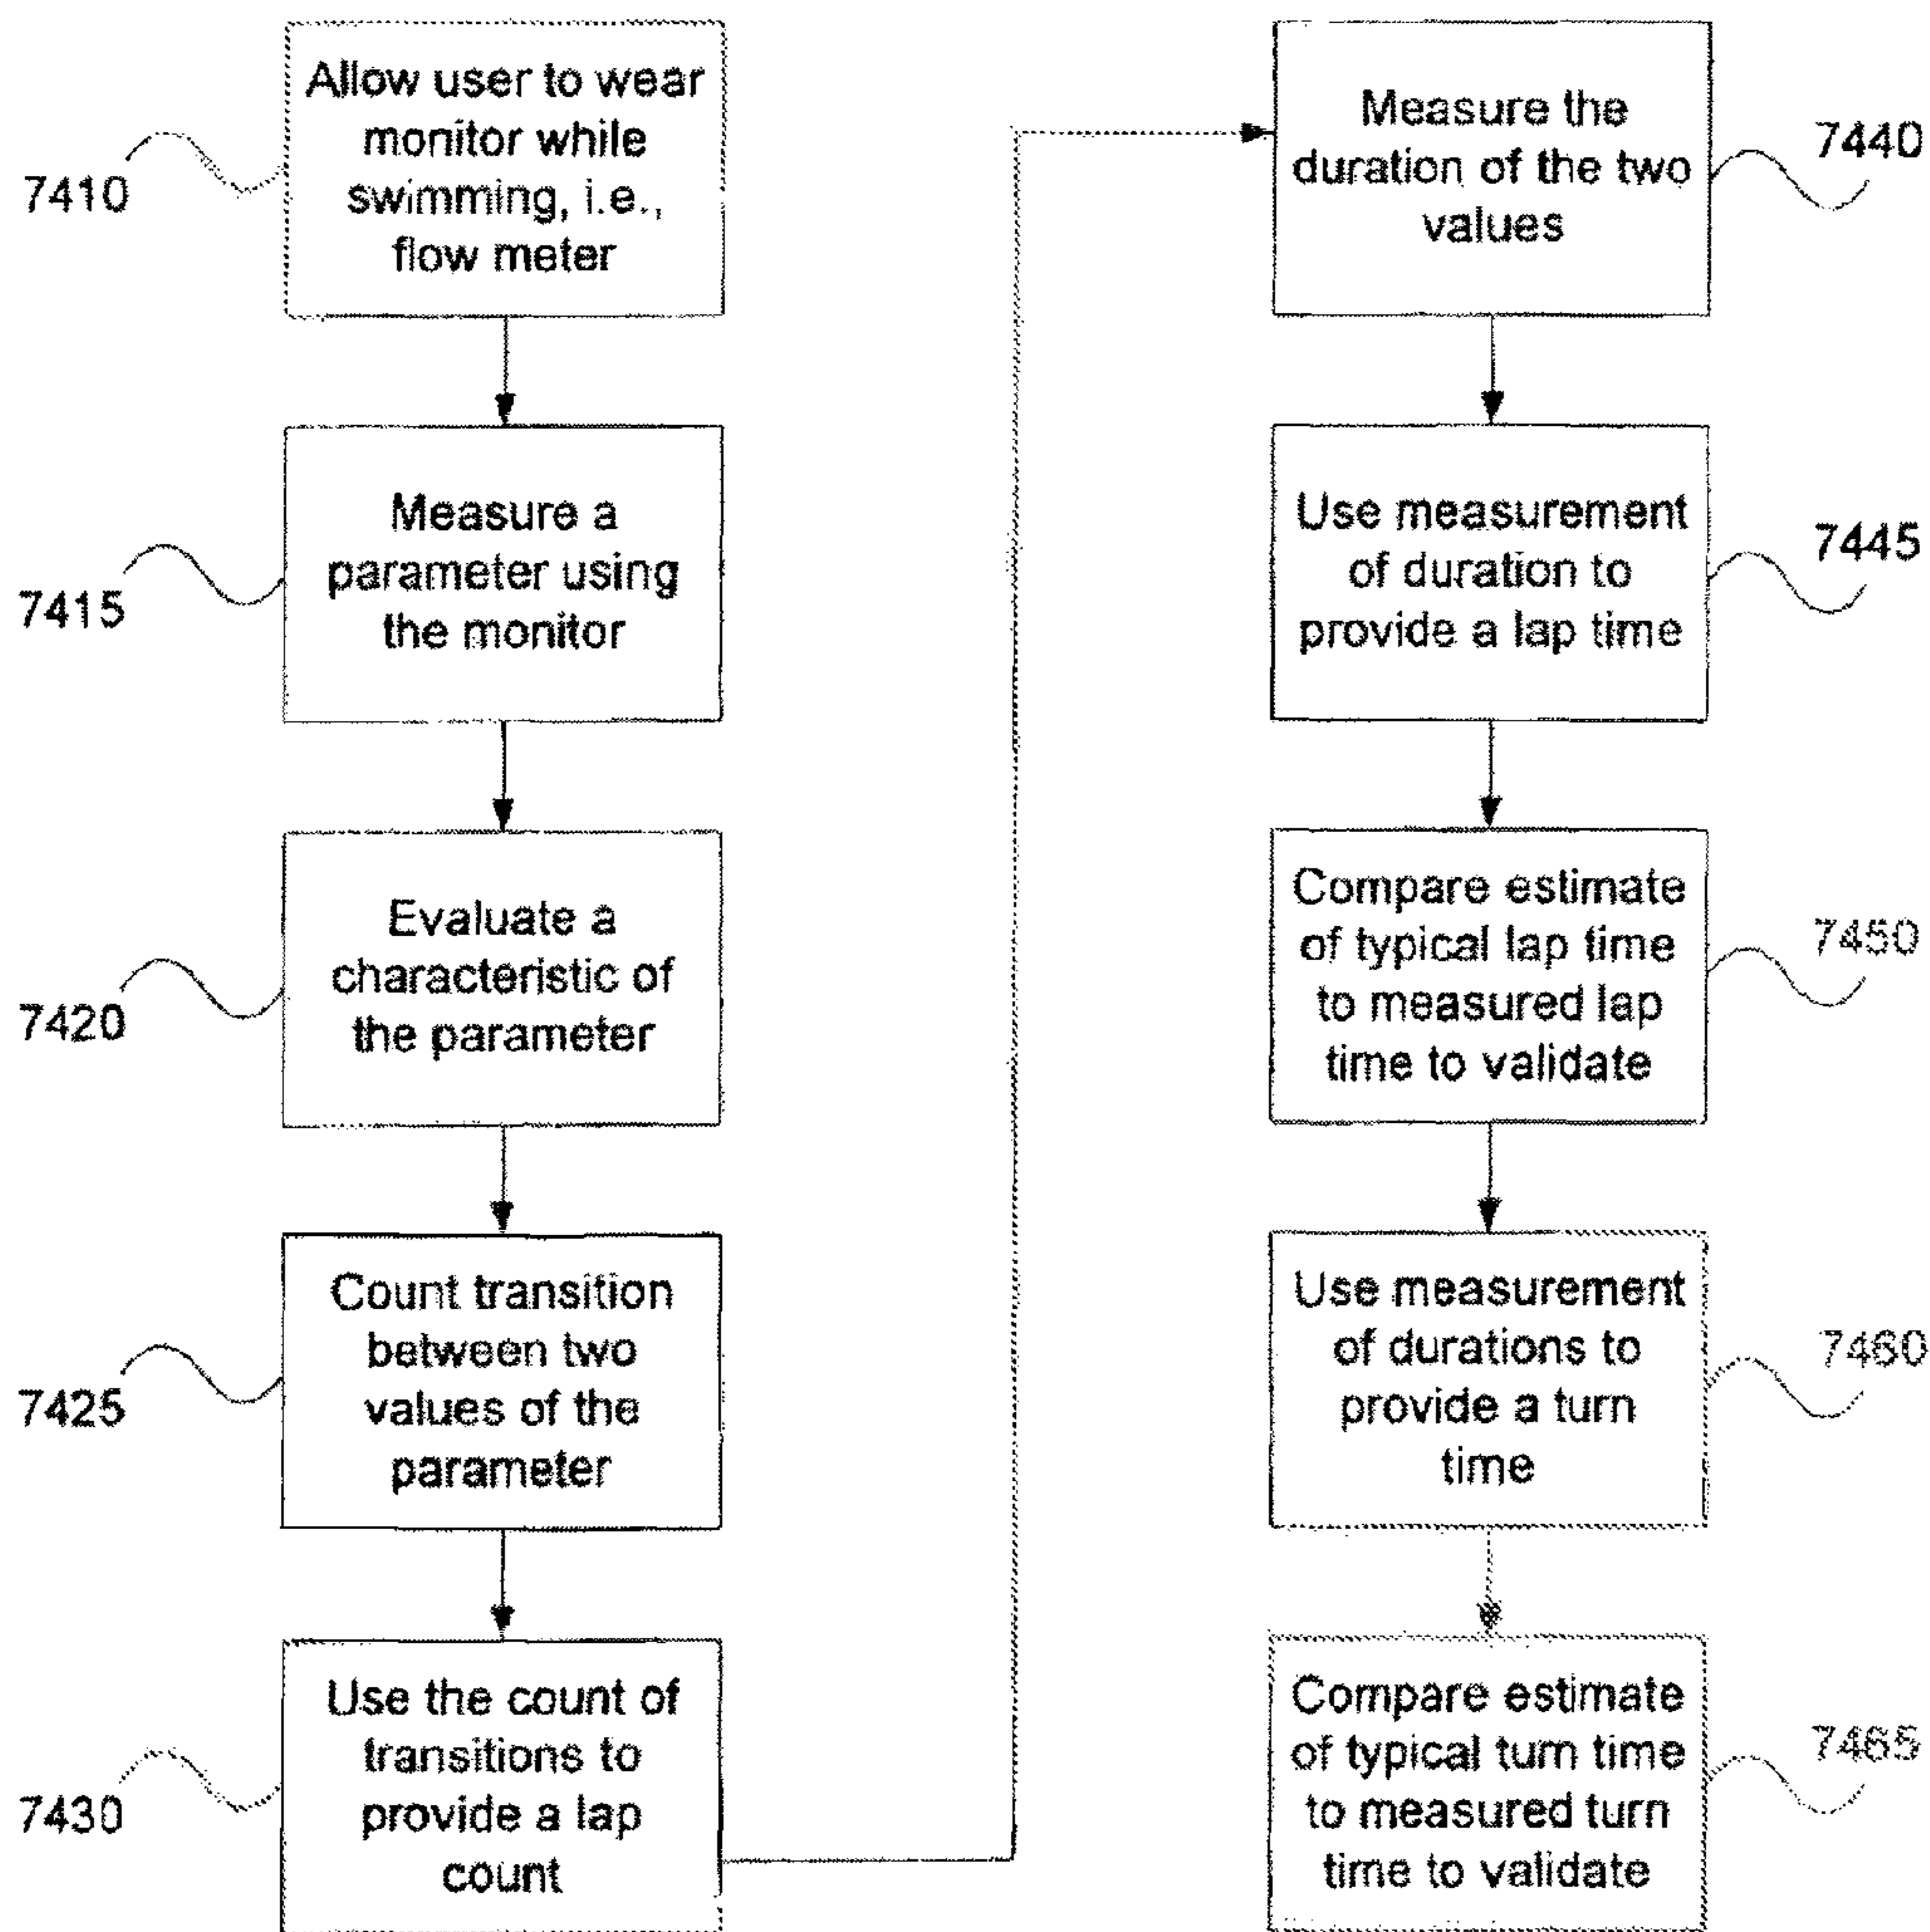 Allow user to wear
monitor while
swimming, i.e.,
flow meter
7410
Measure a
parameter using
the monitor
7415
Evaluate a
characteristic of
the parameter
7420
Count transition
between two
values of the
parameter
7425
Use the count of
transitions to
provide a lap
count
7430
Measure the
duration of the two
values
7440
Use measurement
of duration to
provide a lap time
7445
Compare estimate
of typical lap time
to measured lap
time to validate
7450
Use measurement
of durations to
provide a turn
time
7460
Compare estimate
of typical turn time
to measured turn
time to validate
7465